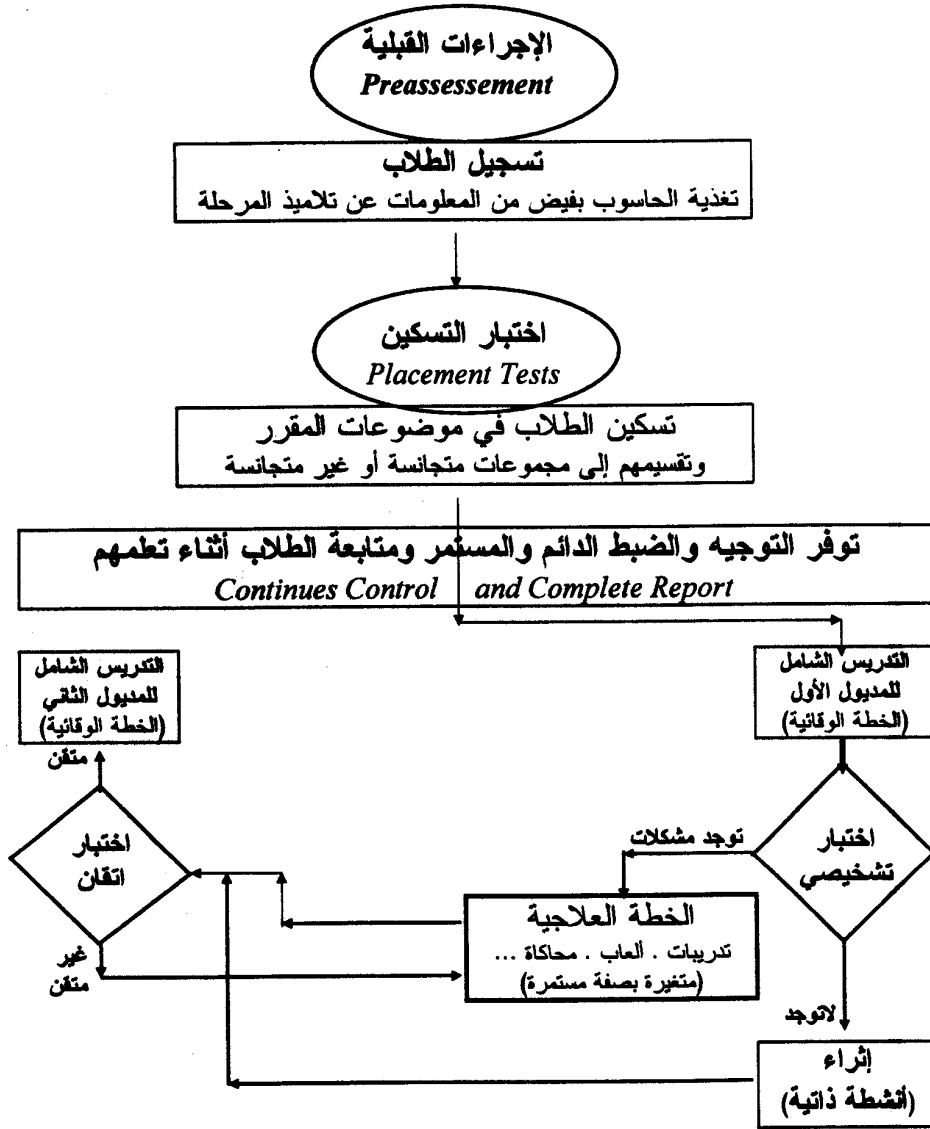 الإجراءات القبلية
Preassessement
تسجيل الطلاب
تغذية الحاسوب بفيض من المعلومات عن تلاميذ المرحلة
اختبار التسكين
Placement Tests
تسكين الطلاب في موضوعات المقرر
وتقسيمهم إلى مجموعات متجانسة أو غير متجانسة
توفر التوجيه والضبط الدائم والمستمر ومتابعة الطلاب أثناء تعلمهم
Continues Control and Complete Report
التدريس الشامل
للمديول الأول
(الخطة الوقائية)
التدريس الشامل
للمديول الثاني
(الخطة الوقائية)
متقن
اختبار
تشخيصي
توجد مشكلات
اختبار
اتقان
الخطة العلاجية
تدريبات . ألعاب . محاكاة ...
(متغيرة بصفة مستمرة)
غير
متقن
لاتوجد
إثراء
(أنشطة ذاتية)